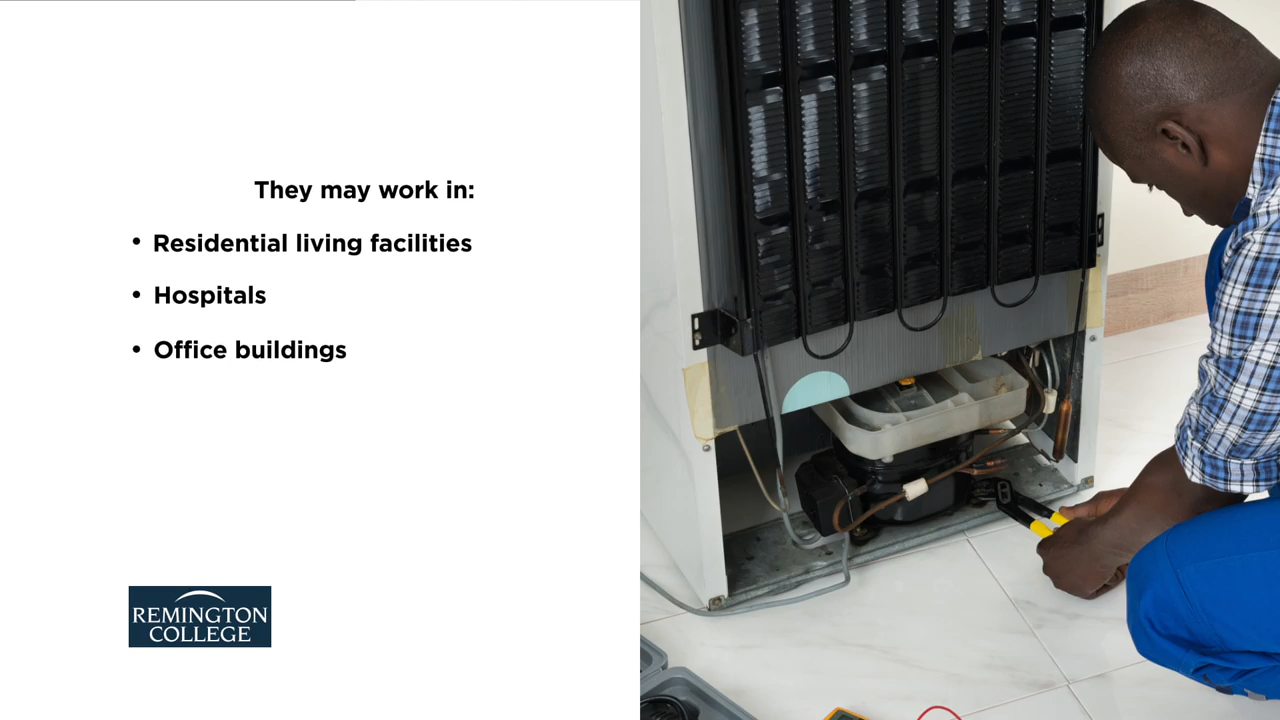 They may work in:
• Residential living facilities
• Hospitals
• Office buildings
REMINGTON
COLLEGE